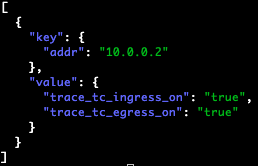 [
  {
    "key": {
      "addr": "10.0.0.2"
    },
    "value": {
      "trace_tc_ingress_on": "true",
      "trace_tc_egress_on": "true"
    }
  }
]